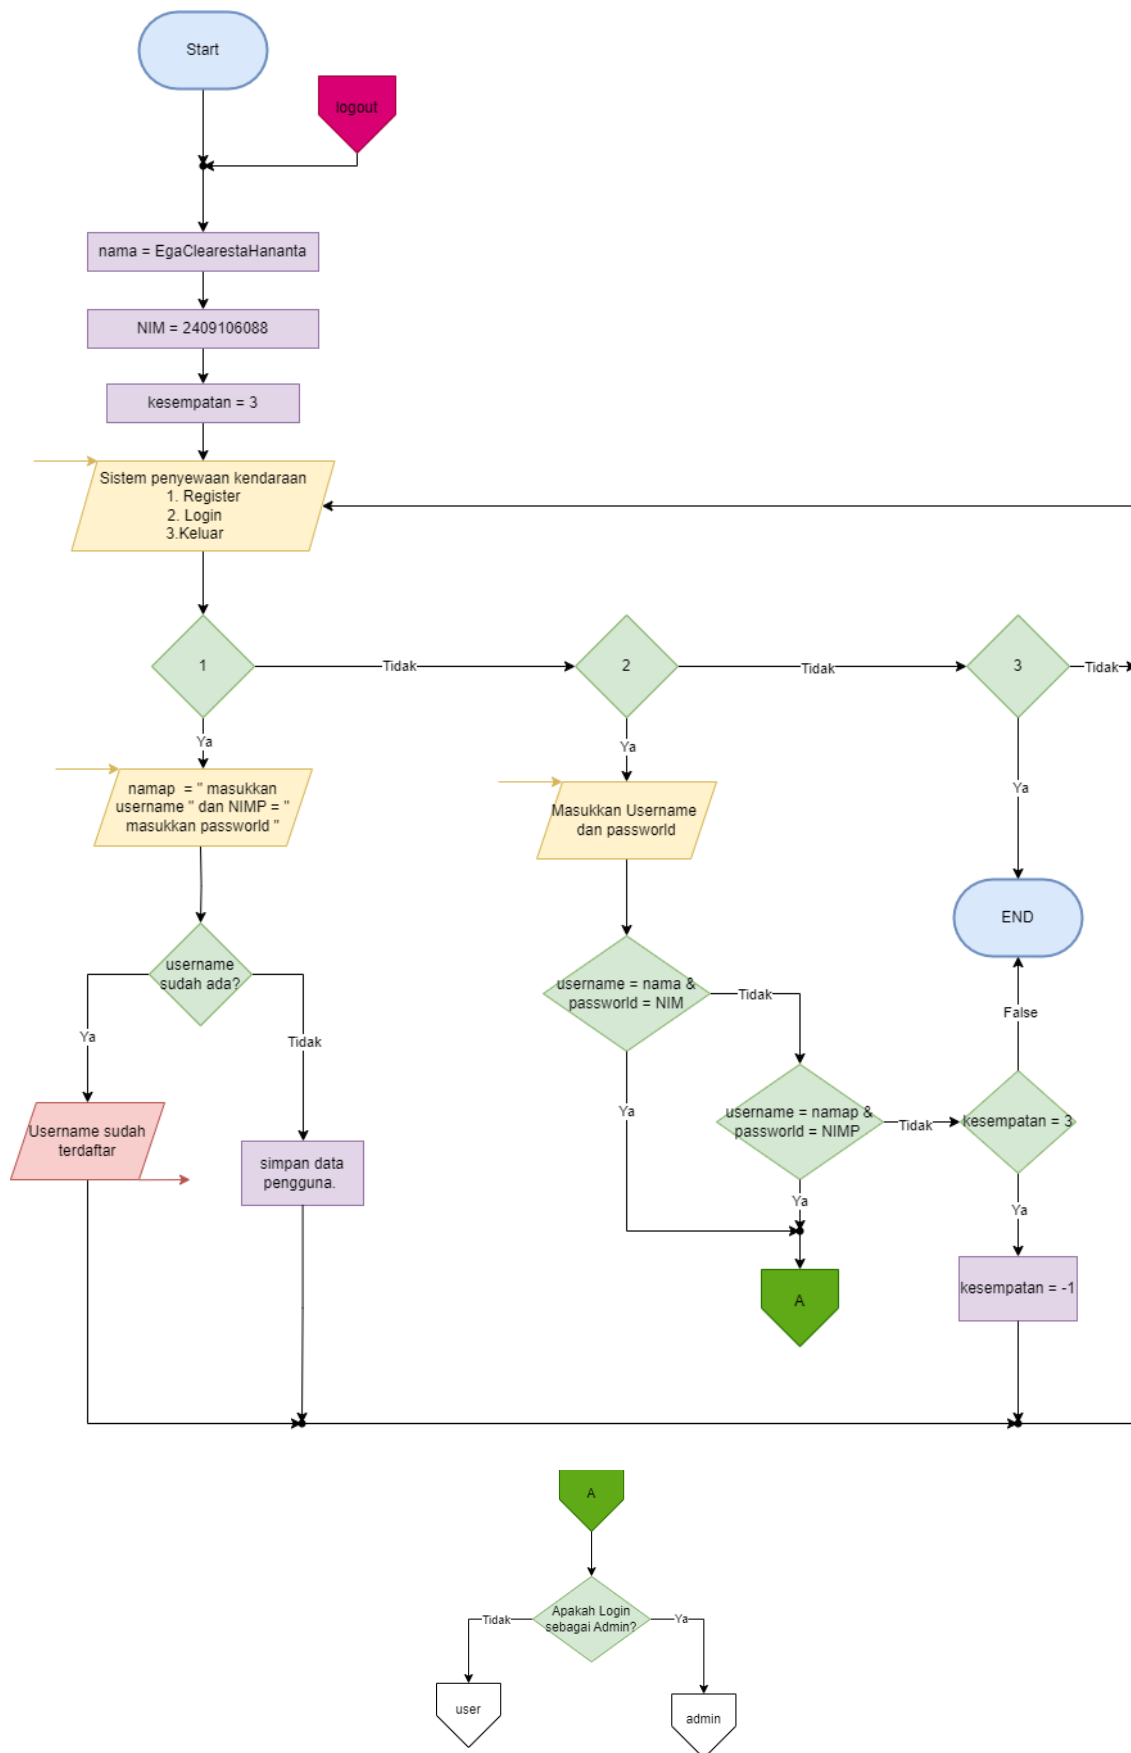 Start
logout
nama = EgaClearestaHananta
NIM = 2409106088
kesempatan = 3
Sistem penyewaan kendaraan
1. Register
2. Login
3.Keluar
1
Tidak
2
Tidak
3
Tidak
Ya
Ya
Ya
namap = " masukkan
username " dan NIMP = "
masukkan passworld "
Masukkan Username
dan passworld
END
username
sudah ada?
username = nama &
passworld = NIM
Tidak
False
Ya
Tidak
Ya
username = namap &
passworld = NIMP
Tidak
kesempatan = 3
Username sudah
terdaftar
simpan data
pengguna.
Ya
Ya
A
kesempatan = -1
A
Apakah Login
sebagai Admin?
Tidak
Ya
user
admin